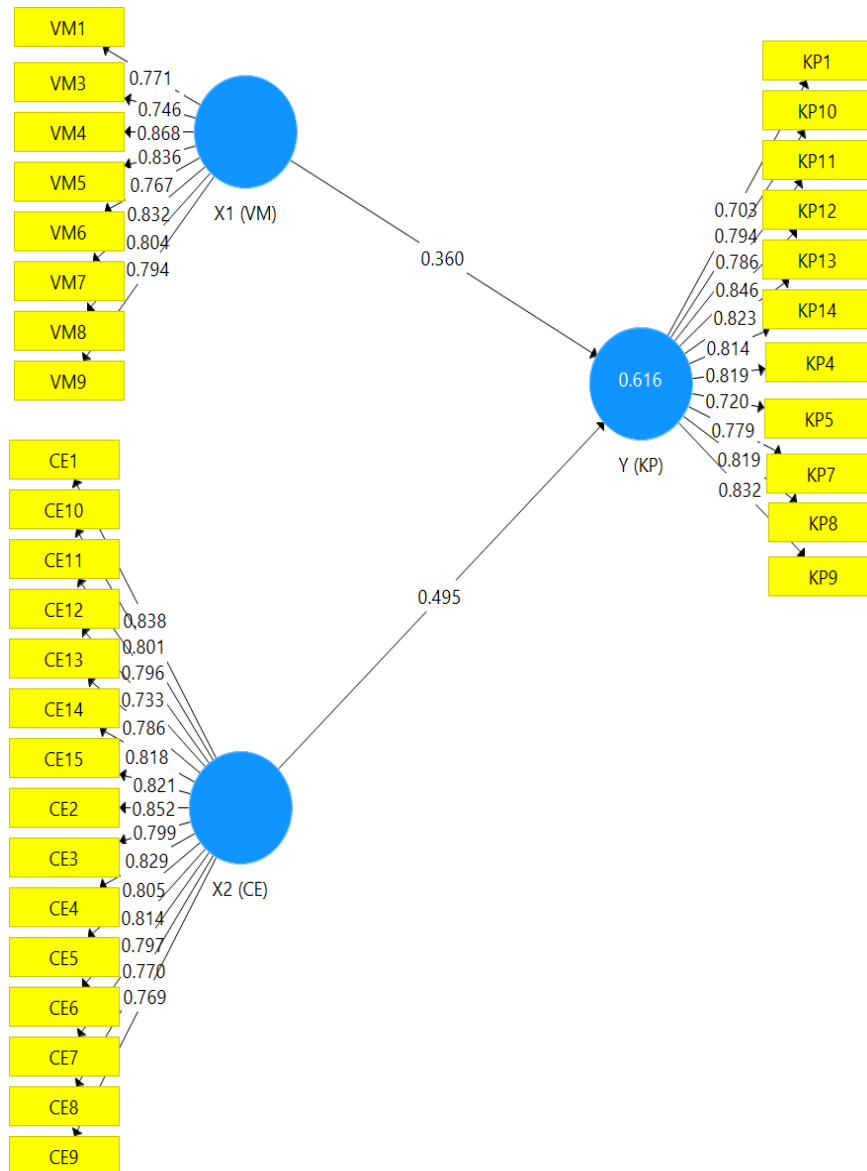 VM1
VM3
VM4
VM5
VM6
VM7
VM8
VM9
0.771
0.746
0.868
0.836
0.767
0.832
0.804
0.794
X1 (VM)
0.360
KP1
KP10
KP11
KP12
KP13
KP14
KP4
KP5
KP7
KP8
KP9
0.703
0.794
0.786
0.846
0.823
0.814
0.819
0.720
0.779
0.819
0.832
0.616
Y (KP)
CE1
CE10
CE11
CE12
CE13
CE14
CE15
CE2
CE3
CE4
CE5
CE6
CE7
CE8
CE9
0.838
0.801
0.796
0.733
0.786
0.818
0.821
0.852
0.799
0.829
0.805
0.814
0.797
0.770
0.769
X2 (CE)
0.495